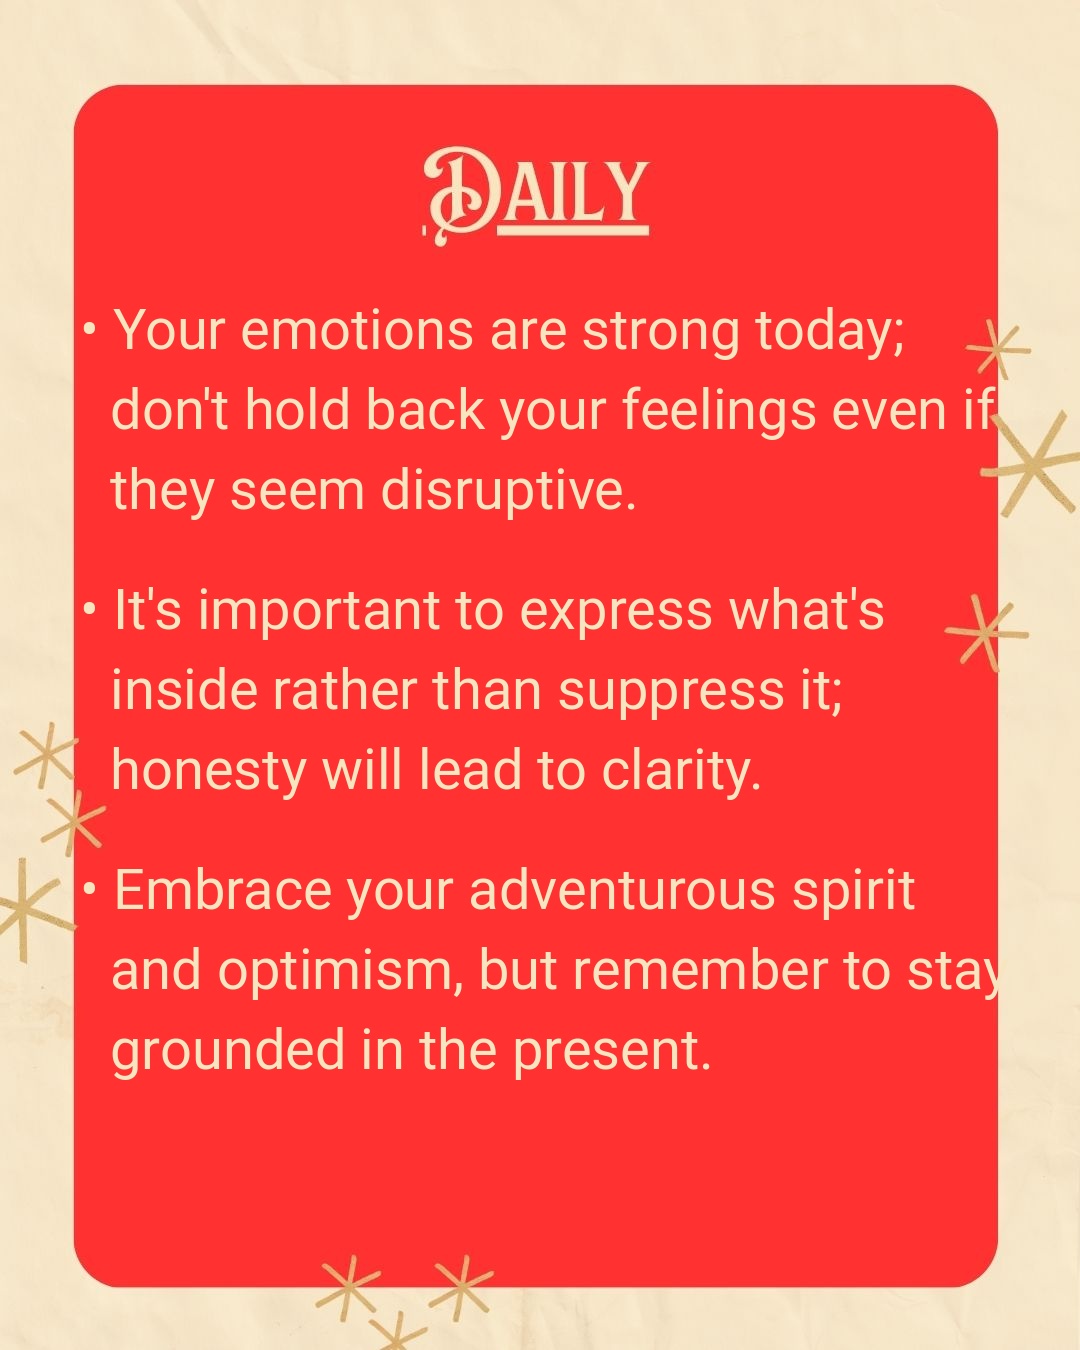 Daily
• Your emotions are strong today;
don't hold back your feelings even if
they seem disruptive.
• It's important to express what's
inside rather than suppress it;
honesty will lead to clarity.
• Embrace your adventurous spirit
and optimism, but remember to stay
grounded in the present.